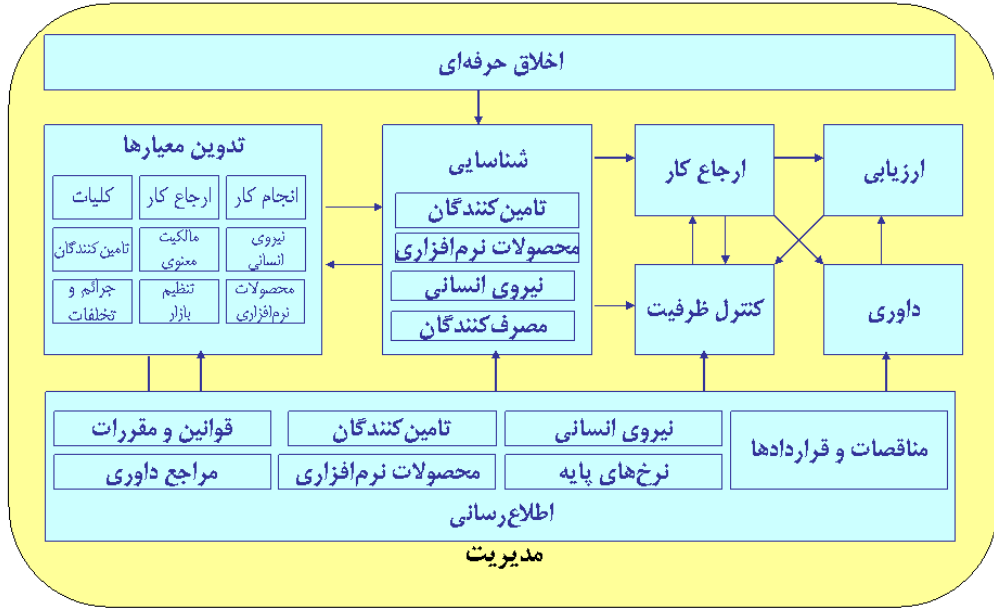 اخلاق حرفه‌ای
تدوین معیارها
انجام کار
ارجاع کار
کلیات
نیروی
انسانی
مالکیت
معنوی
تامین‌کنندگان
محصولات
نرم‌افزاری
تنظیم
بازار
جرائم و
تخلفات
شناسایی
تامین‌کنندگان
محصولات نرم‌افزاری
نیروی انسانی
مصرف‌کنندگان
ارجاع کار
ارزیابی
کنترل ظرفیت
داوری
مناقصات و قراردادها
نیروی انسانی
تامین‌کنندگان
قوانین و مقررات
نرخ‌های پایه
محصولات نرم‌افزاری
مراجع داوری
اطلاع‌رسانی
مدیریت